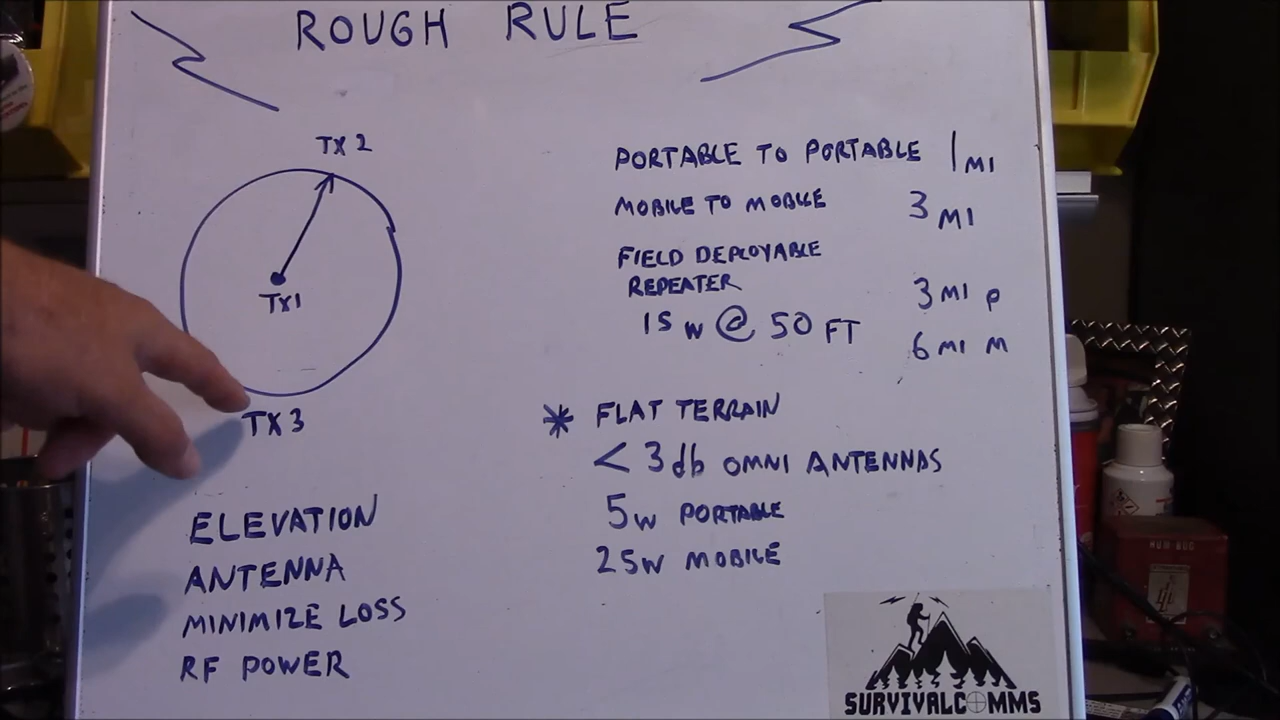 ROUGH RULE
TX 2
TX1
TX 3
ELEVATION
ANTENNA
MINIMIZE LOSS
RF POWER
PORTABLE TO PORTABLE 1 MI
MOBILE TO MOBILE 3 MI
FIELD DEPLOYABLE
REPEATER 3 MI P
15 W @ 50 FT 6 MI M
* FLAT TERRAIN
< 3 db OMNI ANTENNAS
5W PORTABLE
25W MOBILE
SURVIVALCOMMS